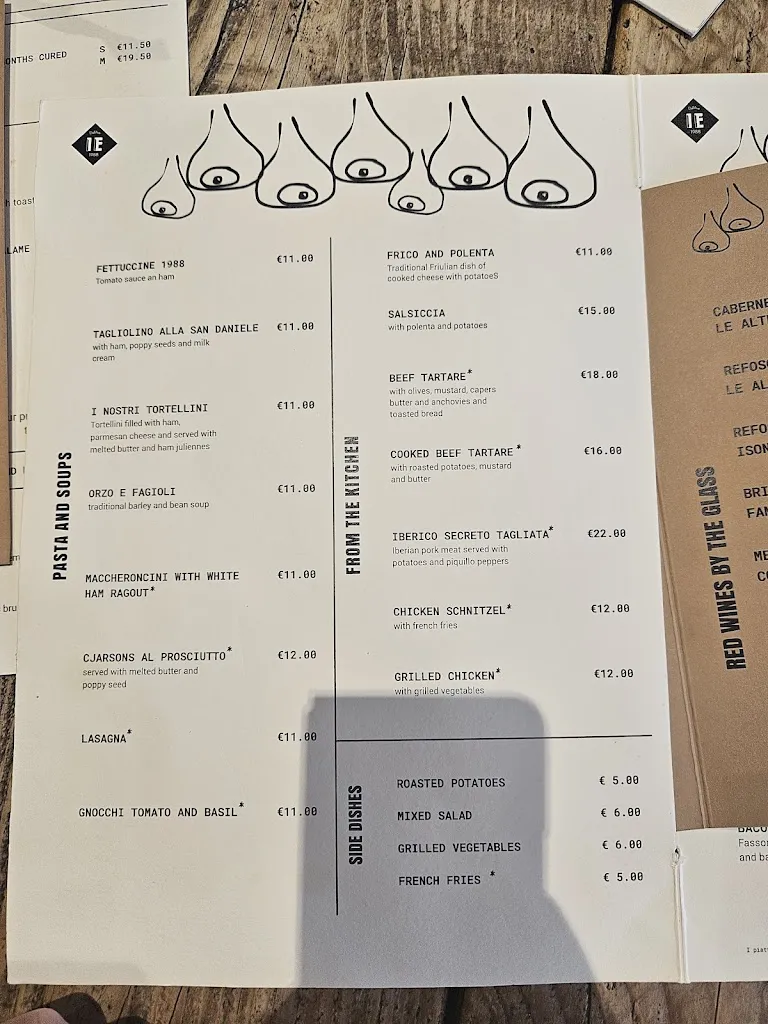 ONTHS CURED
S €11.50
M €19.50
IE
1988
FETTUCCINE 1988 €11.00
Tomato sauce an ham
TAGLIOLINO ALLA SAN DANIELE €11.00
with ham, poppy seeds and milk
cream
I NOSTRI TORTELLINI €11.00
Tortellini filled with ham,
parmesan cheese and served with
melted butter and ham juliennes
PASTA AND SOUPS
ORZO E FAGIOLI €11.00
traditional barley and bean soup
MACCHERONCINI WITH WHITE €11.00
HAM RAGOUT*
CJARSONS AL PROSCIUTTO* €12.00
served with melted butter and
poppy seed
LASAGNA* €11.00
GNOCCHI TOMATO AND BASIL* €11.00
FRICO AND POLENTA €11.00
Traditional Friulian dish of
cooked cheese with potatoeS
SALSICCIA €15.00
with polenta and potatoes
BEEF TARTARE* €18.00
with olives, mustard, capers
butter and anchovies and
toasted bread
FROM THE KITCHEN
COOKED BEEF TARTARE* €16.00
with roasted potatoes, mustard
and butter
IBERICO SECRETO TAGLIATA* €22.00
Iberian pork meat served with
potatoes and piquillo peppers
CHICKEN SCHNITZEL* €12.00
with french fries
GRILLED CHICKEN* €12.00
with grilled vegetables
SIDE DISHES
ROASTED POTATOES € 5.00
MIXED SALAD € 6.00
GRILLED VEGETABLES € 6.00
FRENCH FRIES * € 5.00
IE
1988
RED WINES BY THE GLASS
CABERNE
LE ALT
REFOS
LE AL
REFO
ISON
BRI
FAN
ME
CO
BACO
Fasso
and ba
I piat